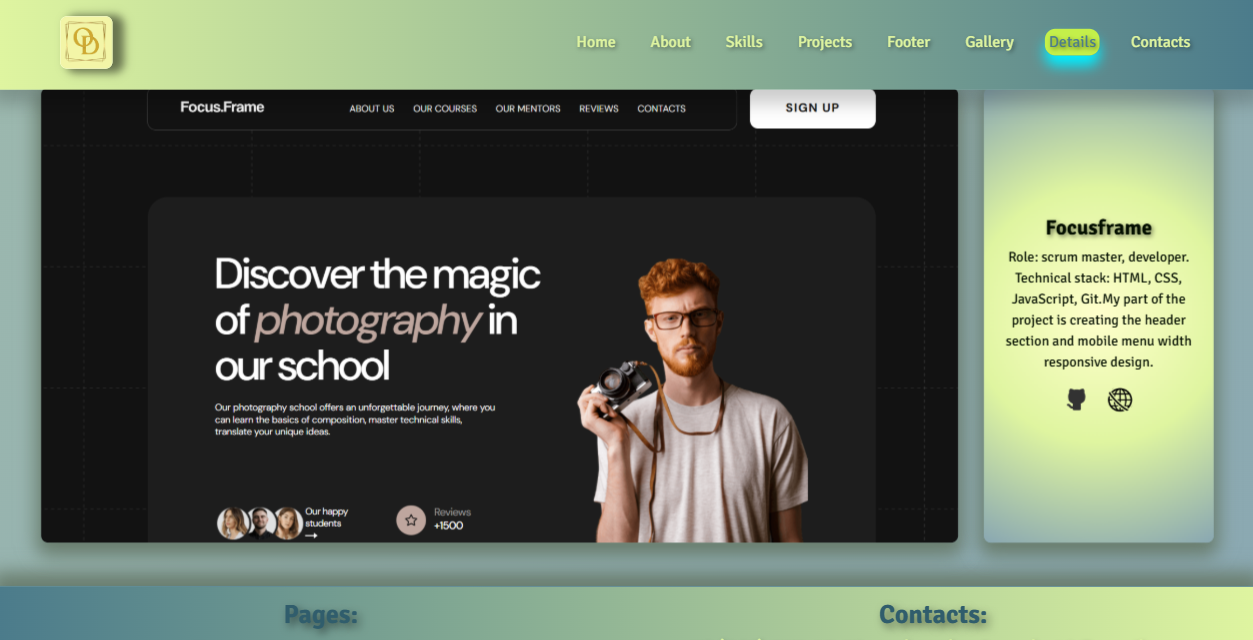 OD
Home About Skills Projects Footer Gallery Details Contacts
Focus.Frame ABOUT US OUR COURSES OUR MENTORS REVIEWS CONTACTS SIGN UP
Discover the magic
of photography in
our school
Our photography school offers an unforgettable journey, where you
can learn the basics of composition, master technical skills,
translate your unique ideas.
Our happy
students
Reviews
+1500
Focusframe
Role: scrum master, developer.
Technical stack: HTML, CSS,
JavaScript, Git.My part of the
project is creating the header
section and mobile menu width
responsive design.
Pages:
Contacts: